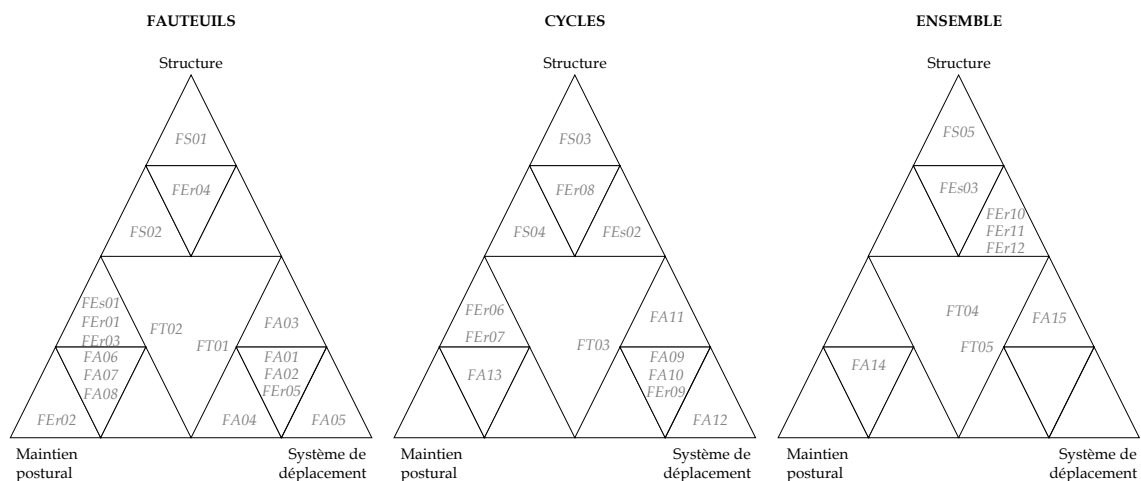 FAUTEUILS
Structure
FS01
FEr04
FS02
FEs01
FEr01
FEr03
FT02
FT01
FA03
FA06
FA07
FA08
FA01
FA02
FEr05
FEr02
FA04
FA05
Maintien
postural
Système de
déplacement
CYCLES
Structure
FS03
FEr08
FS04
FEs02
FEr06
FEr07
FT03
FA11
FA13
FA09
FA10
FEr09
FA12
Maintien
postural
Système de
déplacement
ENSEMBLE
Structure
FS05
FEs03
FEr10
FEr11
FEr12
FT04
FT05
FA15
FA14
Maintien
postural
Système de
déplacement